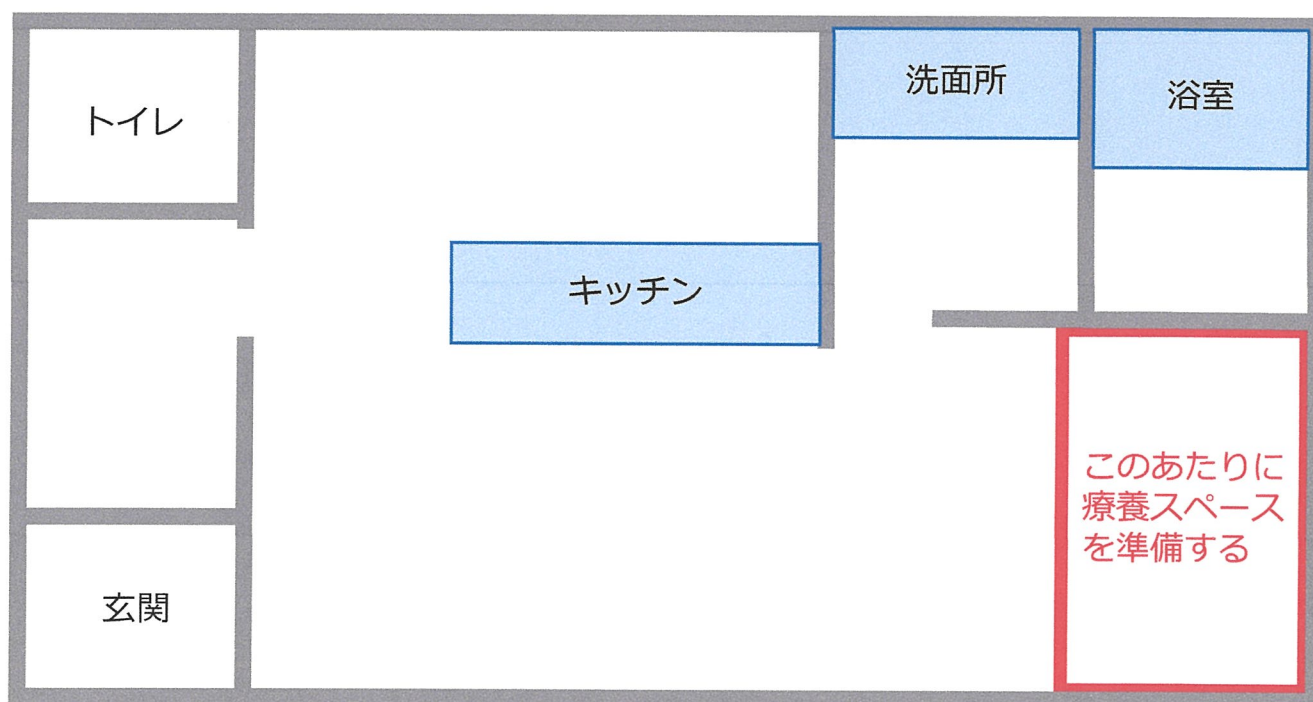 トイレ
洗面所
浴室
キッチン
このあたりに
療養スペース
を準備する
玄関